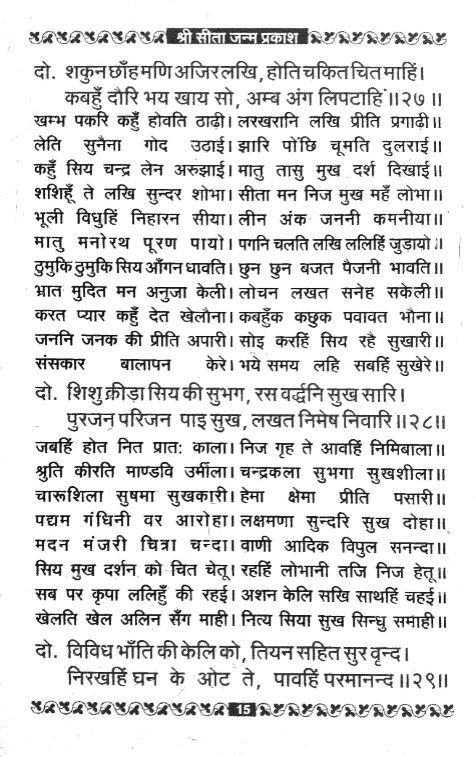 श्री सीता जन्म प्रकाश
दो. शकुन छाँह मणि अजिर लखि, होति चकित चित माहिं।
कबहुँ दौरि भय खाय सो, अम्ब अंग लिपटाहिं॥२७॥
खम्भ पकरि कहुँ होवति ठाढ़ी। लरखरानि लखि प्रीति प्रगाढ़ी॥
लेति सुनैना गोद उठाई। झारि पोंछि चूमति दुलराई॥
कहुँ सिय चन्द्र लेन अरुझाई। मातु तासु मुख दर्श दिखाई॥
शशिहूँ ते लखि सुन्दर शोभा। सीता मन निज मुख महँ लोभा॥
भूली विधुहिं निहारन सीया। लीन अंक जननी कमनीया॥
मातु मनोरथ पूरण पायो। पगनि चलति लखि ललिहिं जुड़ायो॥
ठुमुकि ठुमुकि सिय आँगन धावति। छुन छुन बजत पैजनी भावति॥
भ्रात मुदित मन अनुजा केली। लोचन लखत सनेह सकेली॥
करत प्यार कहुँ देत खेलौना। कबहुँक कछुक पवावत भौना॥
जननि जनक की प्रीति अपारी। सोइ करहिं सिय रहै सुखारी॥
संसकार बालापन केरे। भये समय लहि सबहिं सुखेरे॥
दो. शिशु क्रीड़ा सिय की सुभग, रस वर्द्धनि सुख सारि।
पुरजन परिजन पाइ सुख, लखत निमेष निवारि॥२८॥
जबहिं होत नित प्रातः काला। निज गृह ते आवहिं निमिबाला॥
श्रुति कीरति माण्डवि उर्मीला। चन्द्रकला सुभगा सुखशीला॥
चारूशिला सुषमा सुखकारी। हेमा क्षेमा प्रीति पसारी॥
पद्यम गंधिनी वर आरोहा। लक्षमणा सुन्दरि सुख दोहा॥
मदन मंजरी चित्रा चन्दा। वाणी आदिक विपुल सनन्दा॥
सिय मुख दर्शन को चित चेतू। रहहिं लोभानी तजि निज हेतू॥
सब पर कृपा ललिहुँ की रहई। अशन केलि सखि साथहिं चहई॥
खेलति खेल अलिन सँग माही। नित्य सिया सुख सिन्धु समाही॥
दो. विविध भाँति की केलि को, तियन सहित सुर वृन्द।
निरखहिं घन के ओट ते, पावहिं परमानन्द॥२९॥
15